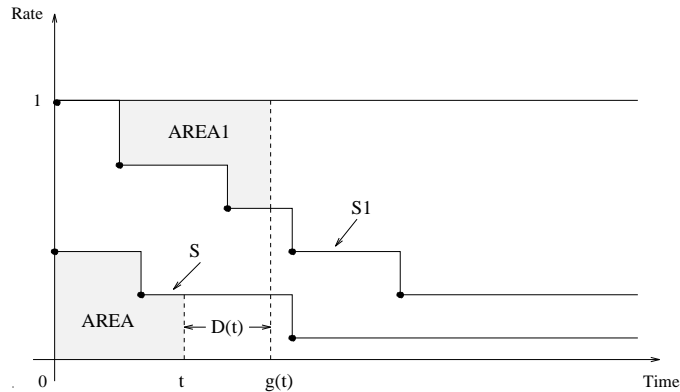 Rate
1
AREA1
S1
S
AREA
D(t)
0
t
g(t)
Time